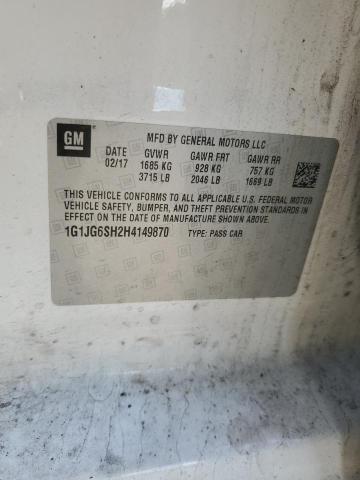 GM
MFD BY GENERAL MOTORS LLC
DATE GVWR GAWR FRT GAWR RR
02/17 1685 KG 928 KG 757 KG
3715 LB 2046 LB 1669 LB
THIS VEHICLE CONFORMS TO ALL APPLICABLE U.S. FEDERAL MOTOR
VEHICLE SAFETY, BUMPER, AND THEFT PREVENTION STANDARDS IN
EFFECT ON THE DATE OF MANUFACTURE SHOWN ABOVE.
1G1JG6SH2H4149870 TYPE: PASS CAR